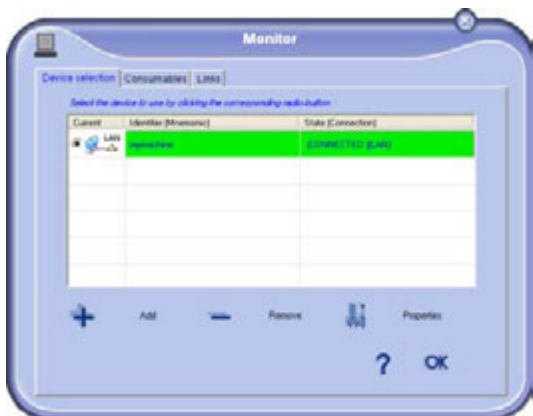 Monitor
Device selection Consumables Links
Select the device to use by clicking the corresponding radio-button
Current Identifier (Mnemonic) State (Connection)
LAN mymachine (CONNECTED (LAN)
Add Remove Properties
? OK